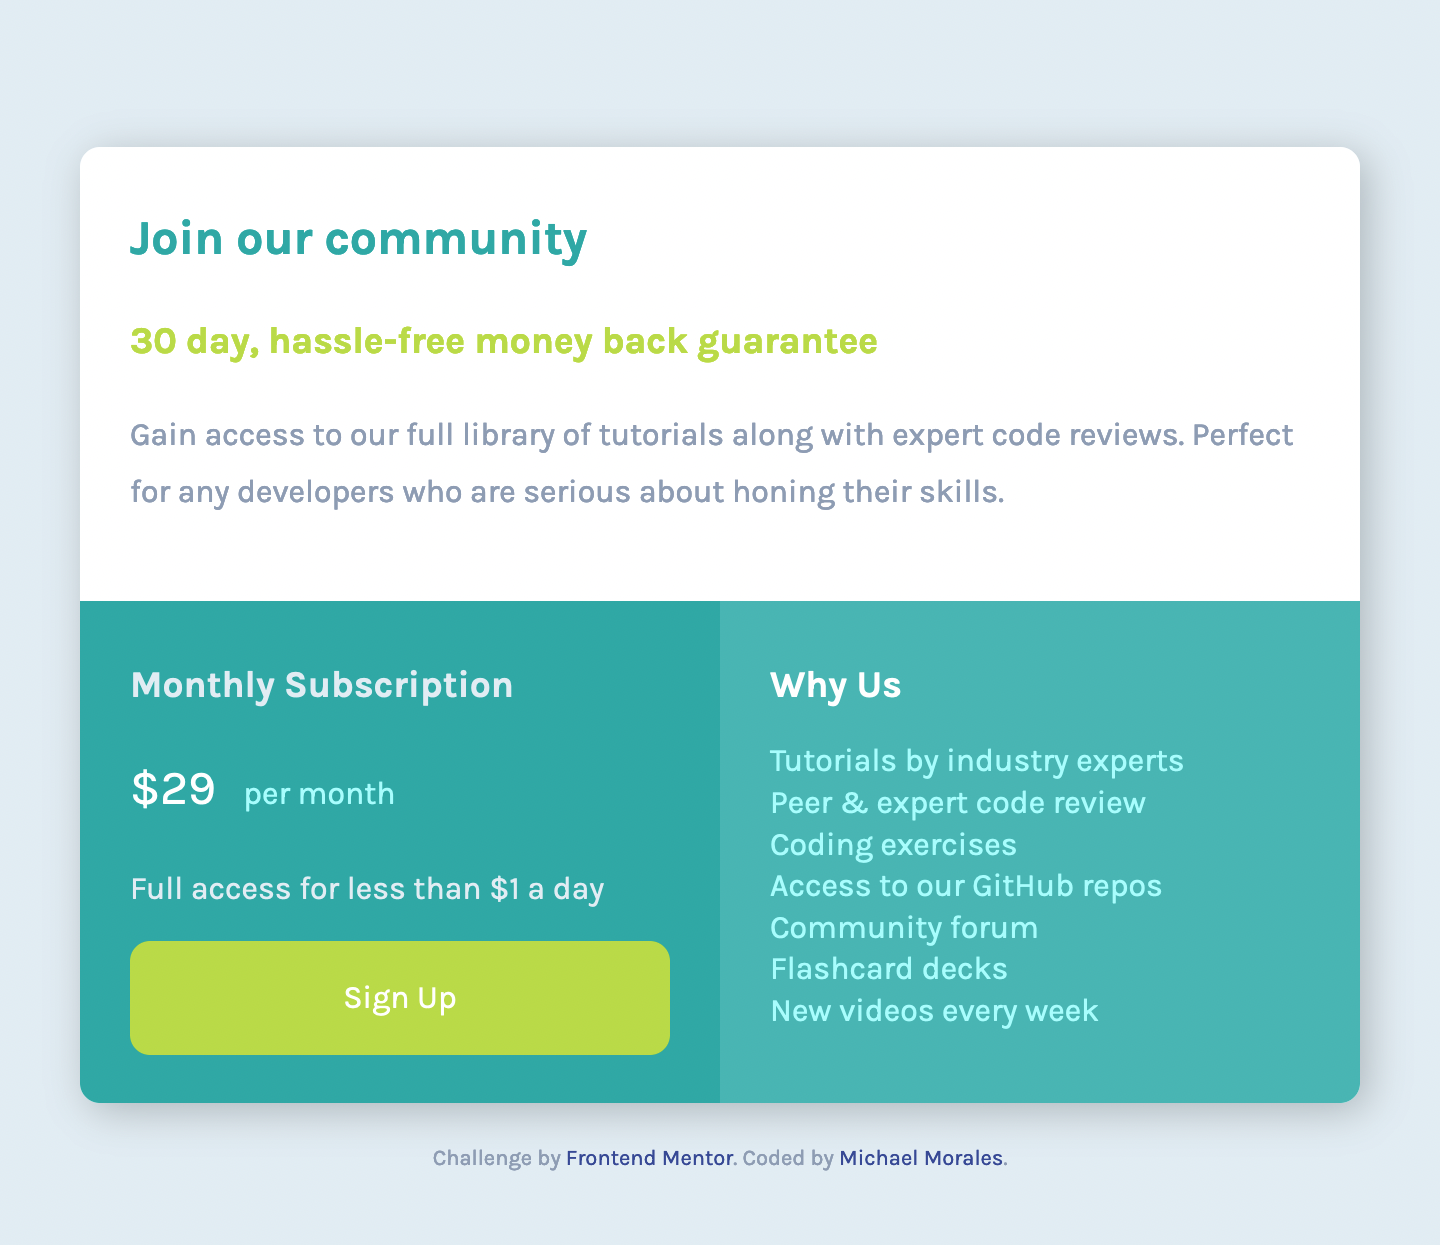 Join our community
30 day, hassle-free money back guarantee
Gain access to our full library of tutorials along with expert code reviews. Perfect
for any developers who are serious about honing their skills.
Monthly Subscription
$29 per month
Full access for less than $1 a day
Sign Up
Why Us
Tutorials by industry experts
Peer & expert code review
Coding exercises
Access to our GitHub repos
Community forum
Flashcard decks
New videos every week
Challenge by Frontend Mentor. Coded by Michael Morales.